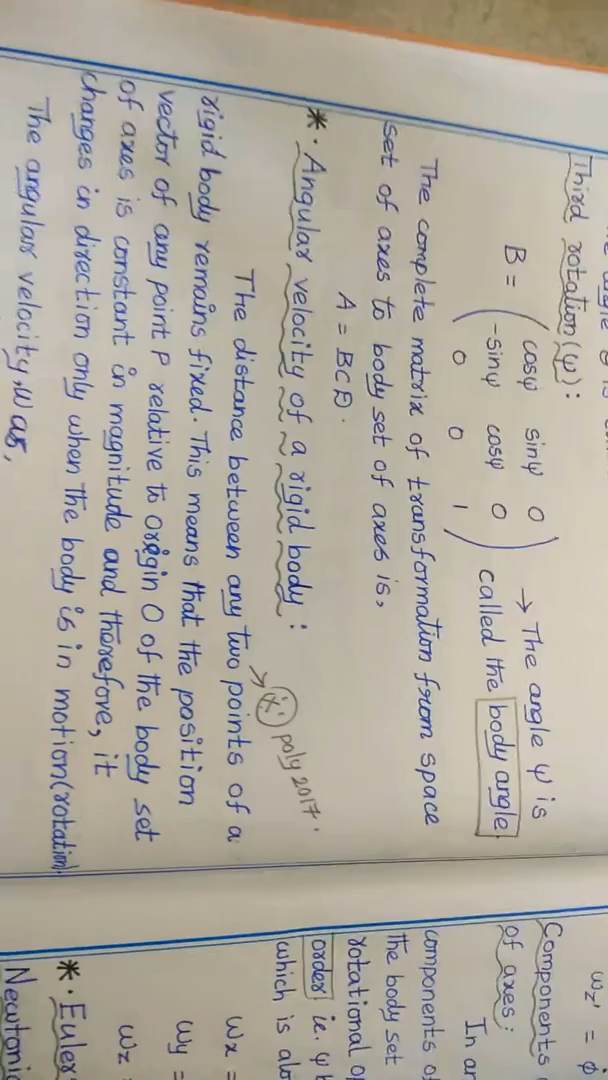 Third rotation (ψ):
B = ( cosψ sinψ 0
-sinψ cosψ 0
0 0 1 )
→ The angle ψ is
called the body angle.
The complete matrix of transformation from space
set of axes to body set of axes is,
A = BCD.
*. Angular velocity of a rigid body:
→ (x') poly 2017.
The distance between any two points of a
rigid body remains fixed. This means that the position
vector of any point P relative to origin O of the body set
of axes is constant in magnitude and therefore, it
changes in direction only when the body is in motion (rotation).
The angular velocity, ω as,
ωz' = φ
Components
of axes:
In
components of
the body set
rotational
order i.e. ψ
which is
ωx =
ωy =
ωz
*. Euler'